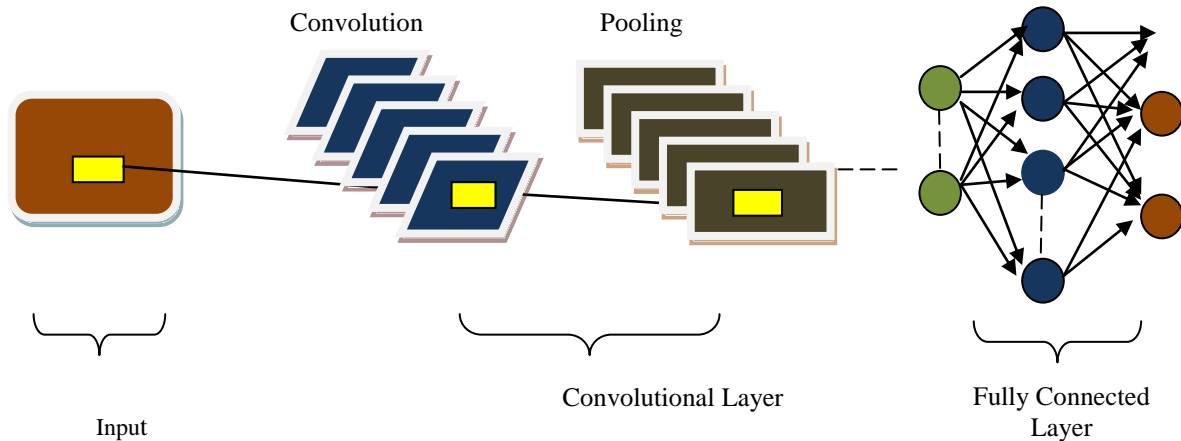 Convolution
Pooling
Convolutional Layer
Fully Connected
Layer
Input